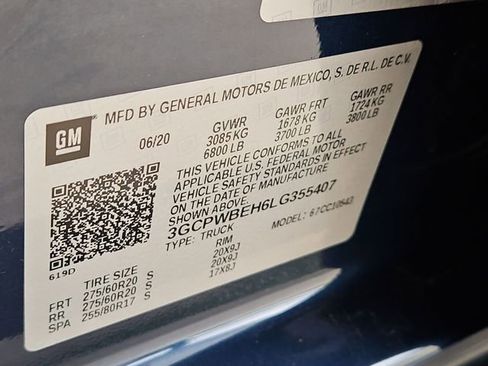 GM
MFD BY GENERAL MOTORS DE MEXICO, S. DE R.L. DE C.V.
06/20 GVWR GAWR FRT GAWR RR
3085 KG 1678 KG 1724 KG
6800 LB 3700 LB 3800 LB
THIS VEHICLE CONFORMS TO ALL
APPLICABLE U.S. FEDERAL MOTOR
VEHICLE SAFETY STANDARDS IN EFFECT
ON THE DATE OF MANUFACTURE
3GCPWBEH6LG355407
TYPE: TRUCK MODEL: 67CC10543
619D
TIRE SIZE RIM
FRT 275/60R20 S 20X9J
RR 275/60R20 S 20X9J
SPA 255/80R17 S 17X8J